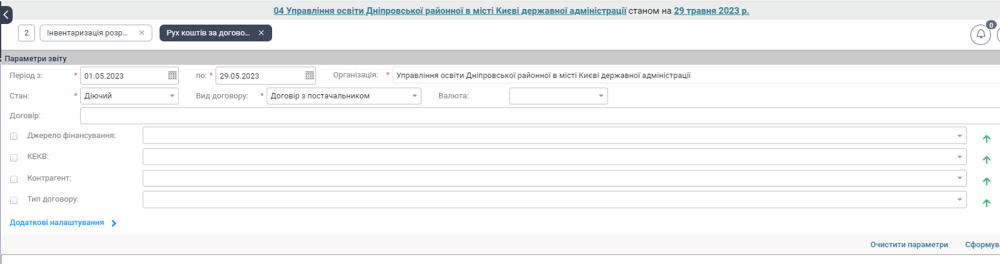 04 Управління освіти Дніпровської районної в місті Києві державної адміністрації станом на 29 травня 2023 р.
2 Інвентаризація розр... Рух коштів за догово... 0
Параметри звіту
Період з: * 01.05.2023 по: * 29.05.2023 Організація: * Управління освіти Дніпровської районної в місті Києві державної адміністрації
Стан: * Діючий Вид договору: * Договір з постачальником Валюта:
Договір:
Джерело фінансування:
КЕКВ:
Контрагент:
Тип договору:
Додаткові налаштування
Очистити параметри Сформув